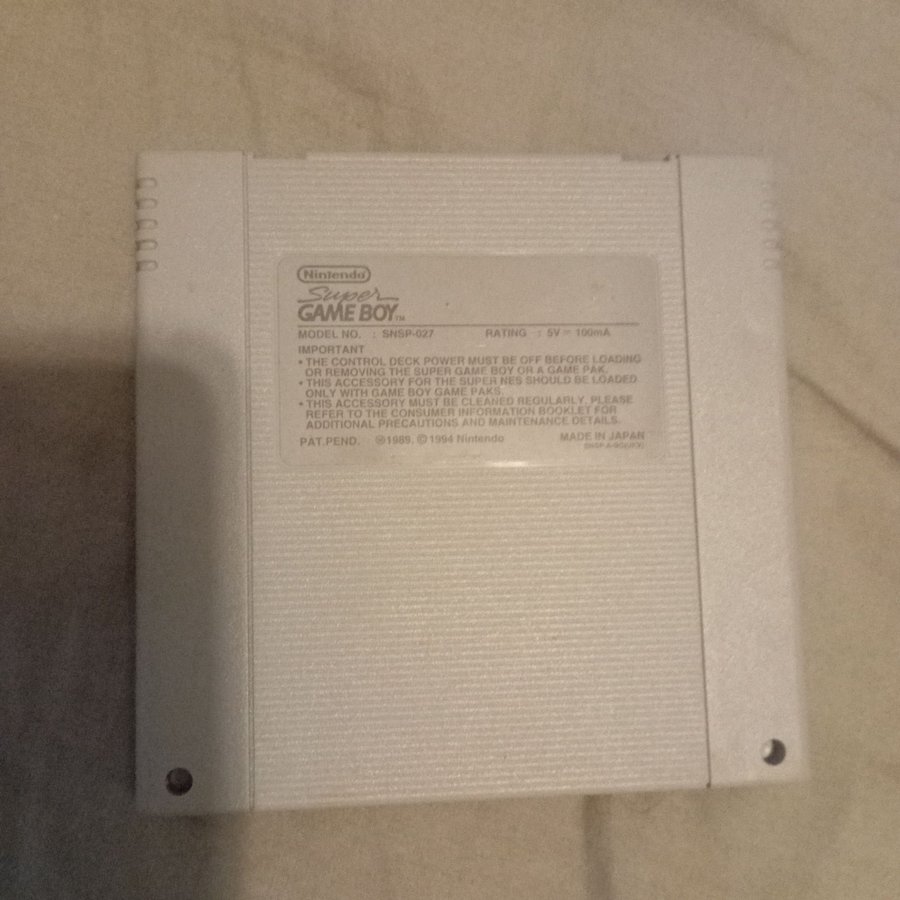 Nintendo
Super
GAME BOY™
MODEL NO. : SNSP-027 RATING : 5V⎓ 100mA
IMPORTANT
• THE CONTROL DECK POWER MUST BE OFF BEFORE LOADING
OR REMOVING THE SUPER GAME BOY OR A GAME PAK.
• THIS ACCESSORY FOR THE SUPER NES SHOULD BE LOADED
ONLY WITH GAME BOY GAME PAKS.
• THIS ACCESSORY MUST BE CLEANED REGULARLY. PLEASE
REFER TO THE CONSUMER INFORMATION BOOKLET FOR
ADDITIONAL PRECAUTIONS AND MAINTENANCE DETAILS.
PAT.PEND. Ⓜ1989, ©1994 Nintendo MADE IN JAPAN